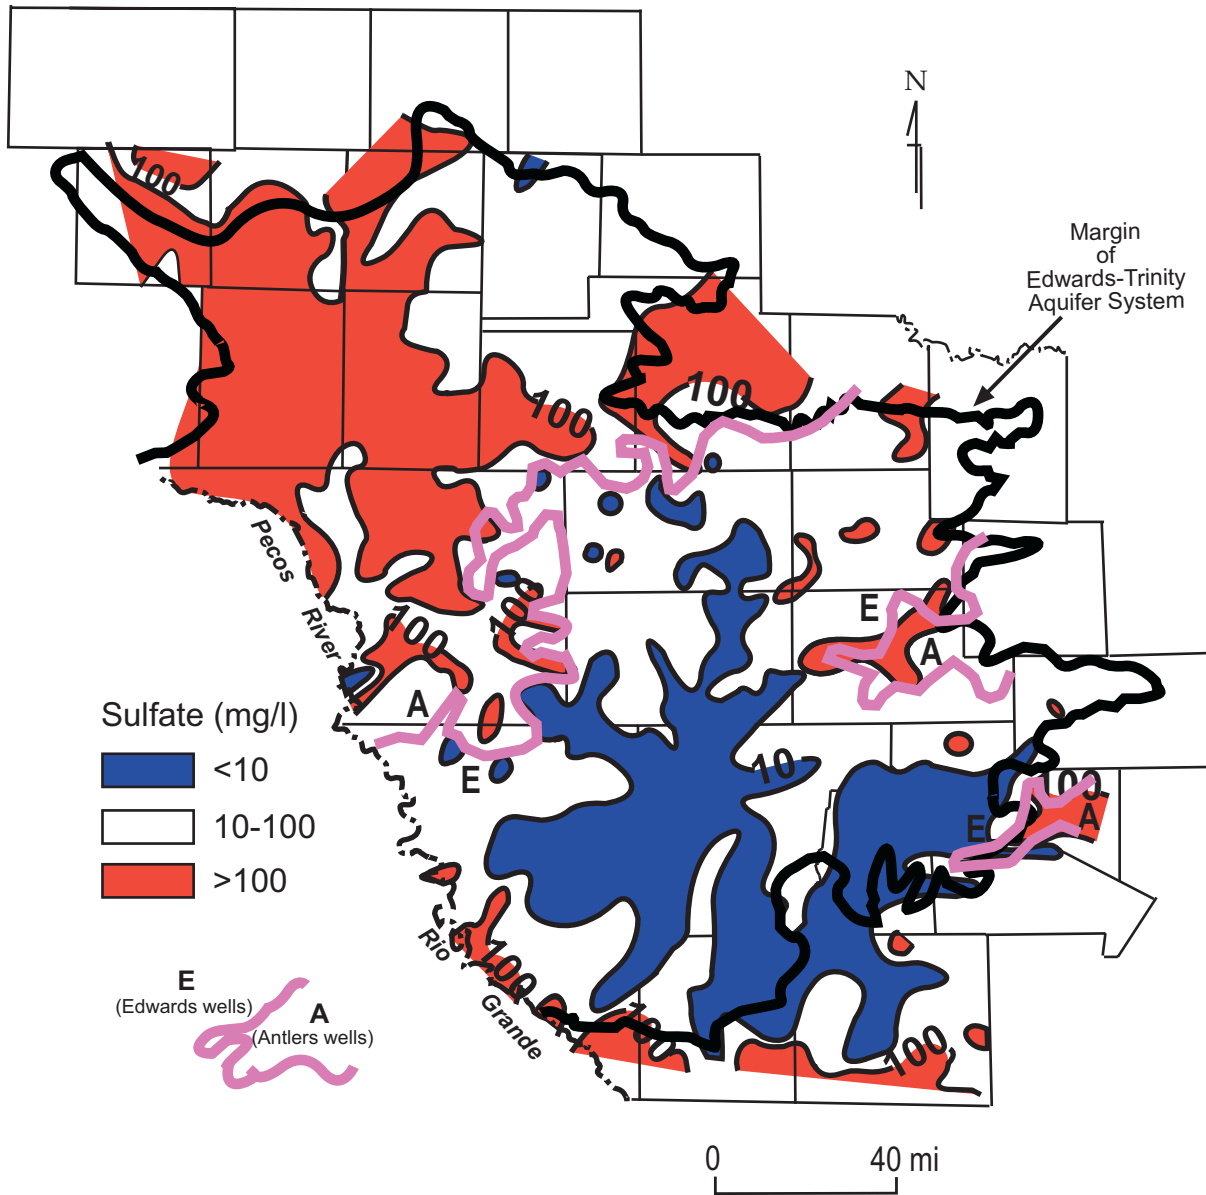 N
100
Margin
of
Edwards-Trinity
Aquifer System
100
100
Pecos
River
100
100
E
A
Sulfate (mg/l)
<10
10-100
>100
A
E
10
100
E
A
E
(Edwards wells)
A
(Antlers wells)
Rio
Grande
100
100
100
0
40 mi